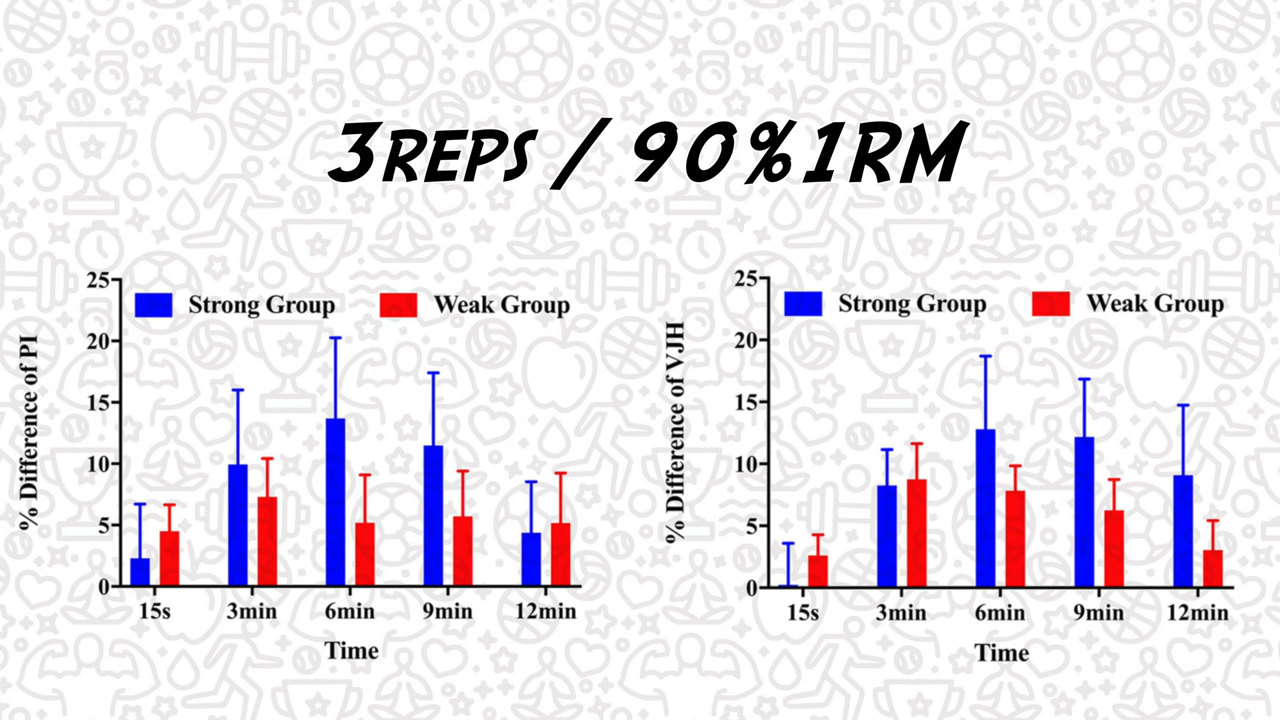 3REPS / 90%1RM
25
20
15
10
5
0
% Difference of PI
Strong Group
Weak Group
15s
3min
6min
9min
12min
Time
25
20
15
10
5
0
% Difference of VJH
Strong Group
Weak Group
15s
3min
6min
9min
12min
Time